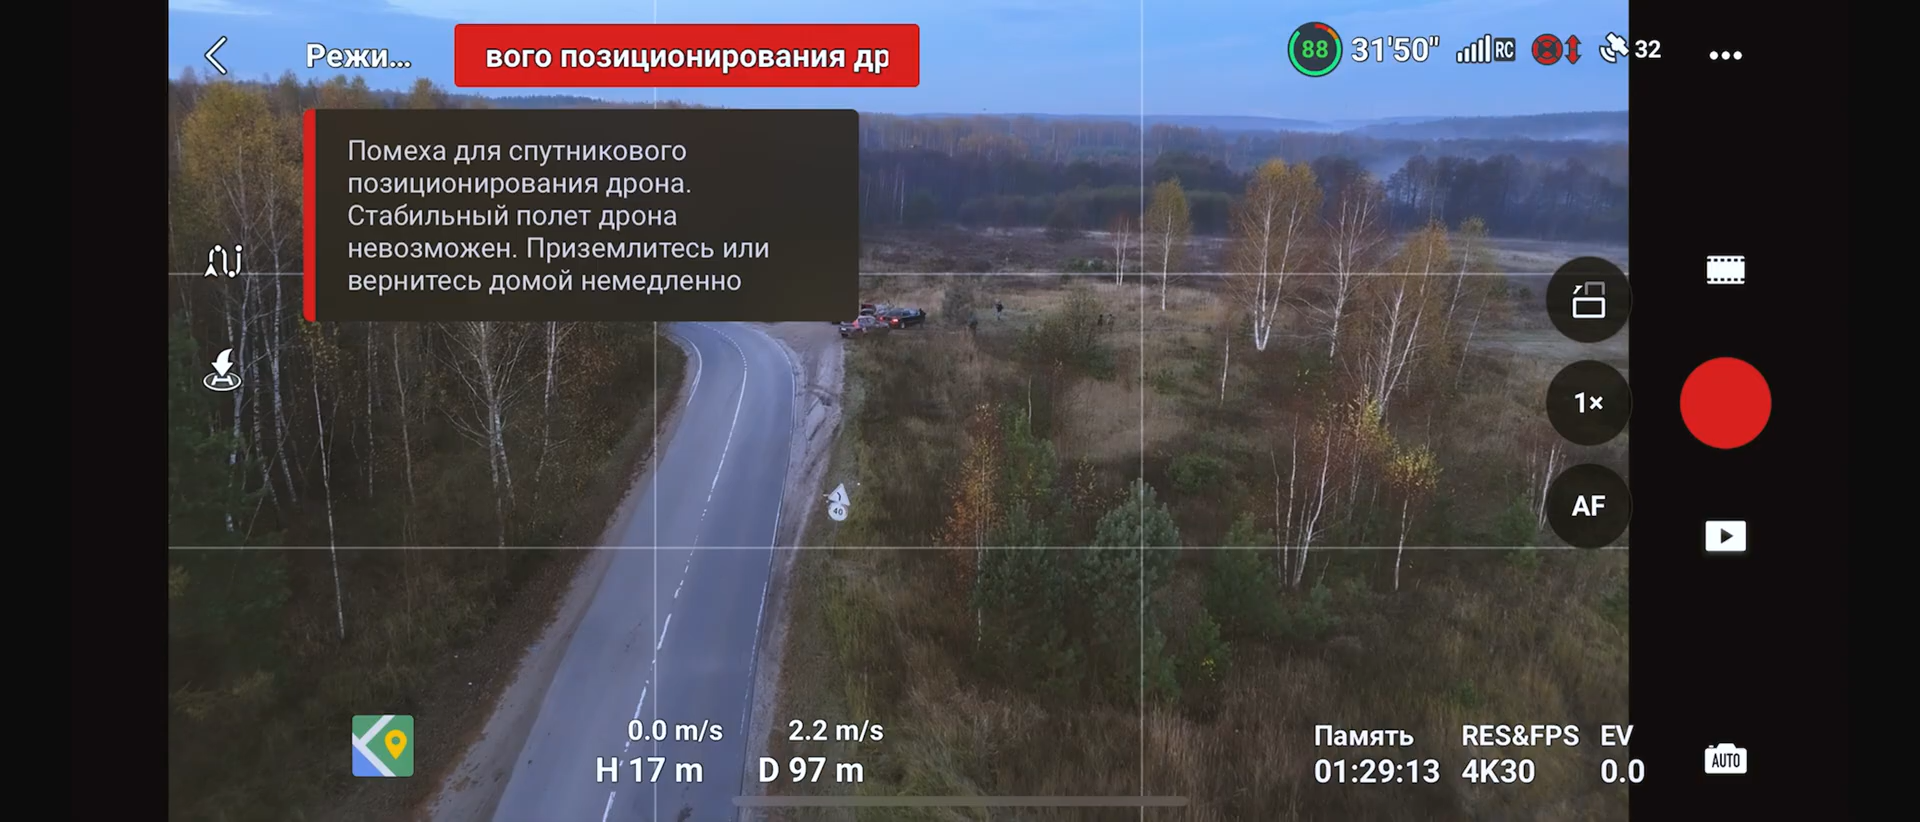 Режи...
вого позиционирования др
88
31'50"
RC
32
Помеха для спутникового
позиционирования дрона.
Стабильный полет дрона
невозможен. Приземлитесь или
вернитесь домой немедленно
1×
AF
40
0.0 m/s
2.2 m/s
H 17 m
D 97 m
Память
RES&FPS
EV
01:29:13
4K30
0.0
AUTO